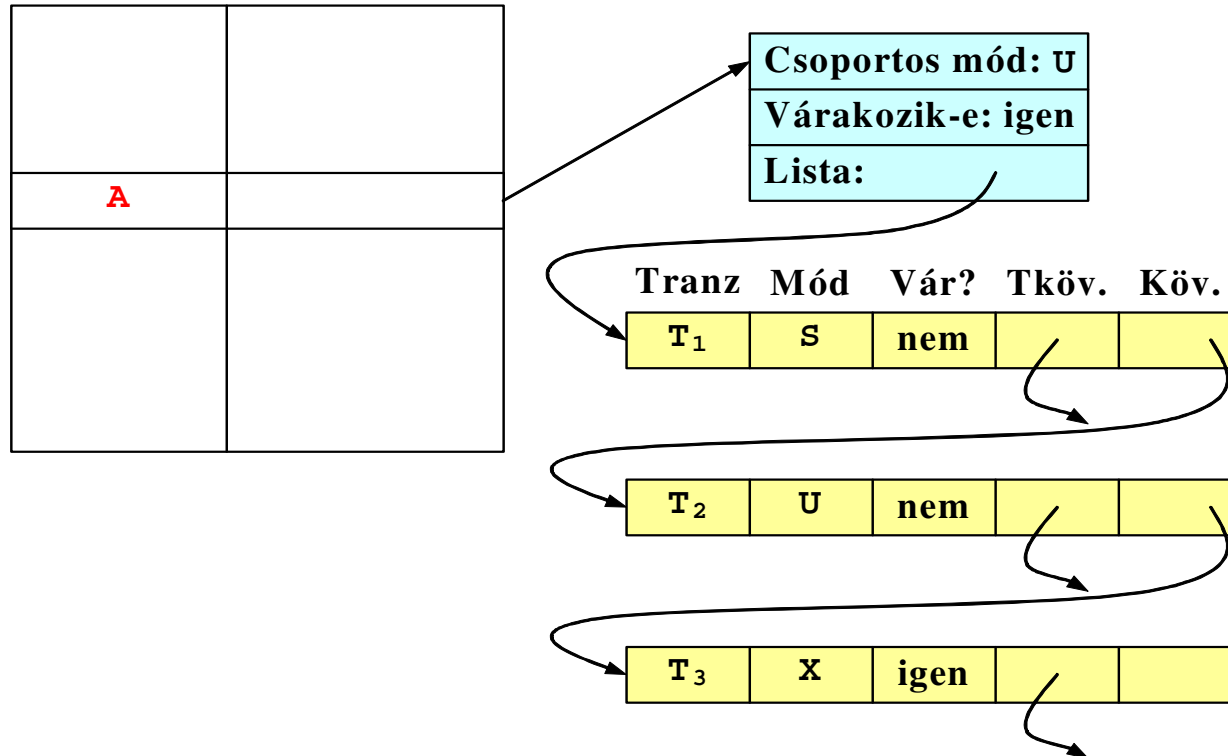 A
Csoportos mód: U
Várakozik-e: igen
Lista:
Tranz Mód Vár? Tköv. Köv.
T₁ S nem
T₂ U nem
T₃ X igen